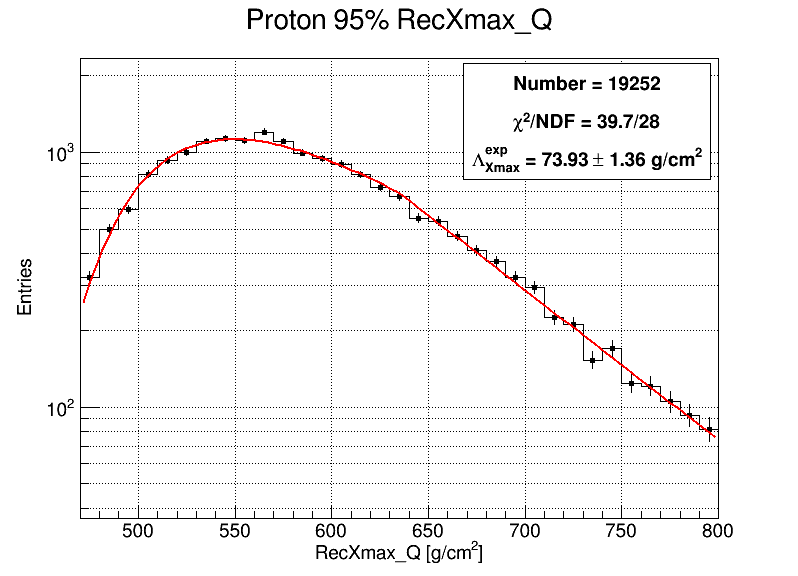 Proton 95% RecXmax_Q
Number = 19252
χ²/NDF = 39.7/28
Λ^exp_Xmax = 73.93 ± 1.36 g/cm²
Entries
10³
10²
500 550 600 650 700 750 800
RecXmax_Q [g/cm²]